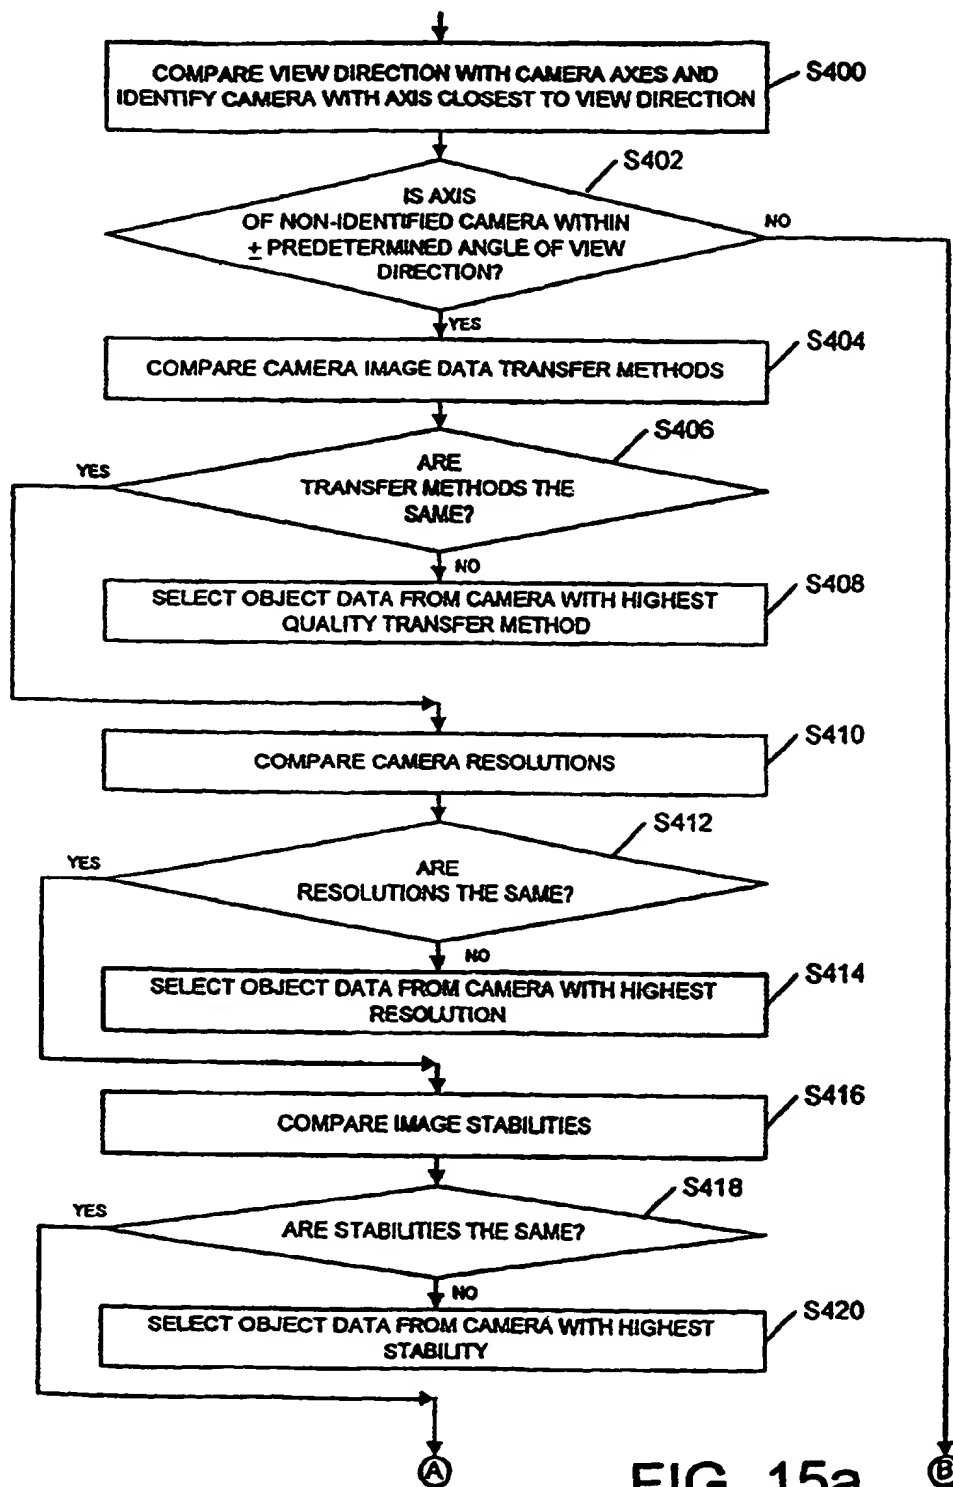 COMPARE VIEW DIRECTION WITH CAMERA AXES AND
IDENTIFY CAMERA WITH AXIS CLOSEST TO VIEW DIRECTION
S400
S402
IS AXIS
OF NON-IDENTIFIED CAMERA WITHIN
± PREDETERMINED ANGLE OF VIEW
DIRECTION?
NO
YES
S404
COMPARE CAMERA IMAGE DATA TRANSFER METHODS
S406
YES
ARE
TRANSFER METHODS THE
SAME?
NO
S408
SELECT OBJECT DATA FROM CAMERA WITH HIGHEST
QUALITY TRANSFER METHOD
S410
COMPARE CAMERA RESOLUTIONS
S412
YES
ARE
RESOLUTIONS THE SAME?
NO
S414
SELECT OBJECT DATA FROM CAMERA WITH HIGHEST
RESOLUTION
S416
COMPARE IMAGE STABILITIES
S418
YES
ARE STABILITIES THE SAME?
NO
S420
SELECT OBJECT DATA FROM CAMERA WITH HIGHEST
STABILITY
A
FIG. 15a
B